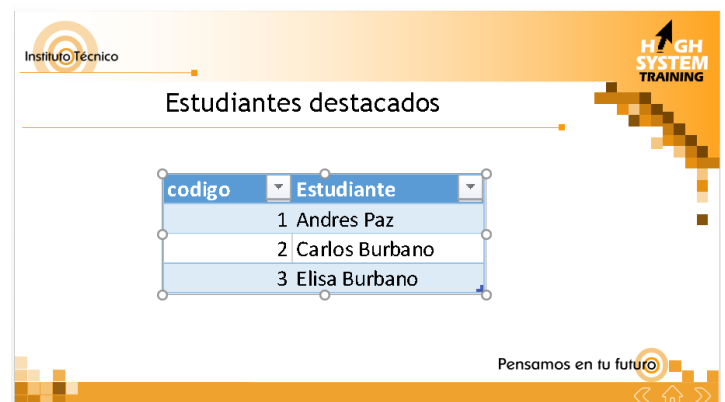 Instituto Técnico
HIGH
SYSTEM
TRAINING
Estudiantes destacados
codigo Estudiante
1 Andres Paz
2 Carlos Burbano
3 Elisa Burbano
Pensamos en tu futuro